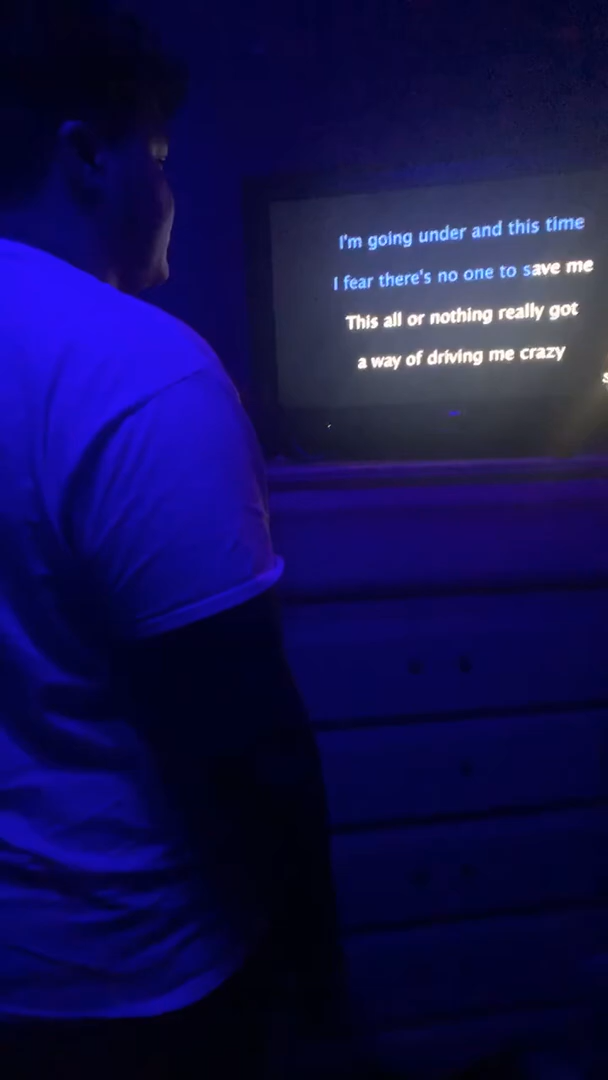 I'm going under and this time
I fear there's no one to save me
This all or nothing really got
a way of driving me crazy
s